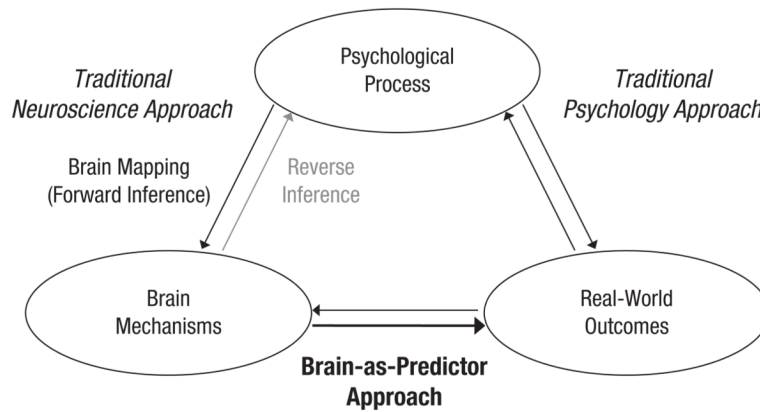 Psychological
Process
Traditional
Neuroscience Approach
Traditional
Psychology Approach
Brain Mapping
(Forward Inference)
Reverse
Inference
Brain
Mechanisms
Real-World
Outcomes
Brain-as-Predictor
Approach